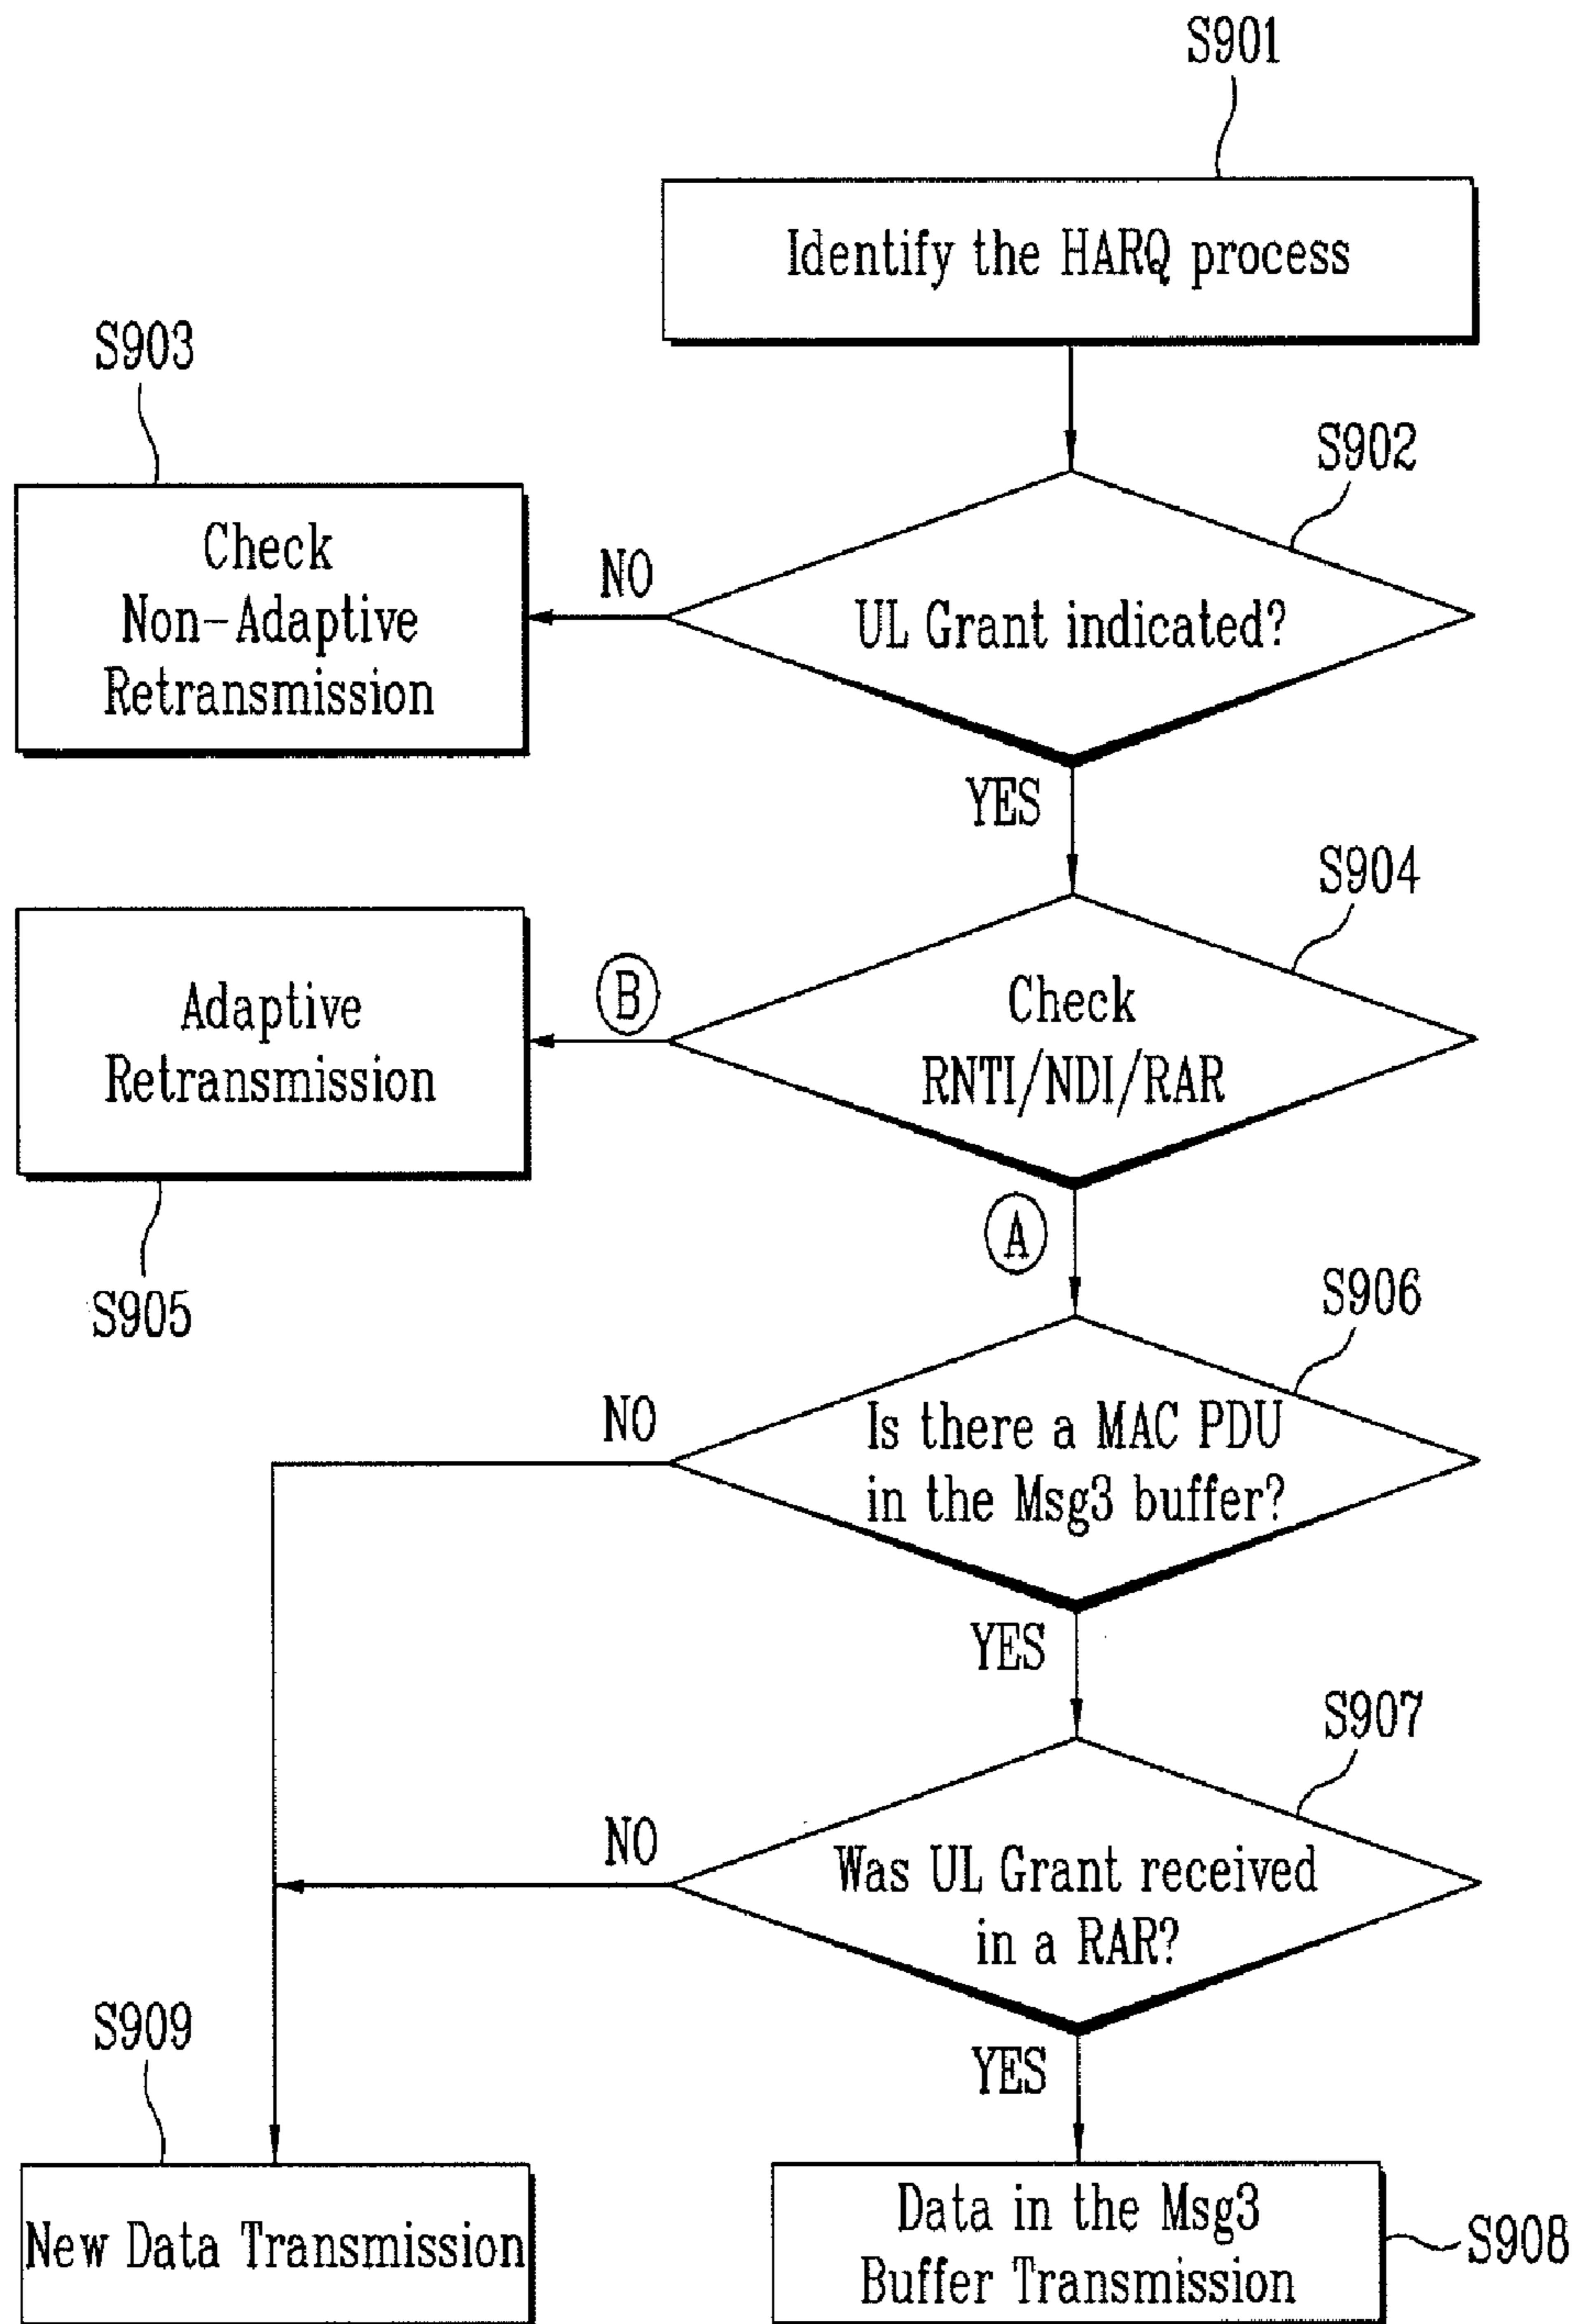 S901
Identify the HARQ process
S903
S902
Check
Non-Adaptive
Retransmission
NO
UL Grant indicated?
YES
S904
Adaptive
Retransmission
B
Check
RNTI/NDI/RAR
A
S905
S906
NO
Is there a MAC PDU
in the Msg3 buffer?
YES
S907
NO
Was UL Grant received
in a RAR?
S909
YES
New Data Transmission
Data in the Msg3
Buffer Transmission
S908